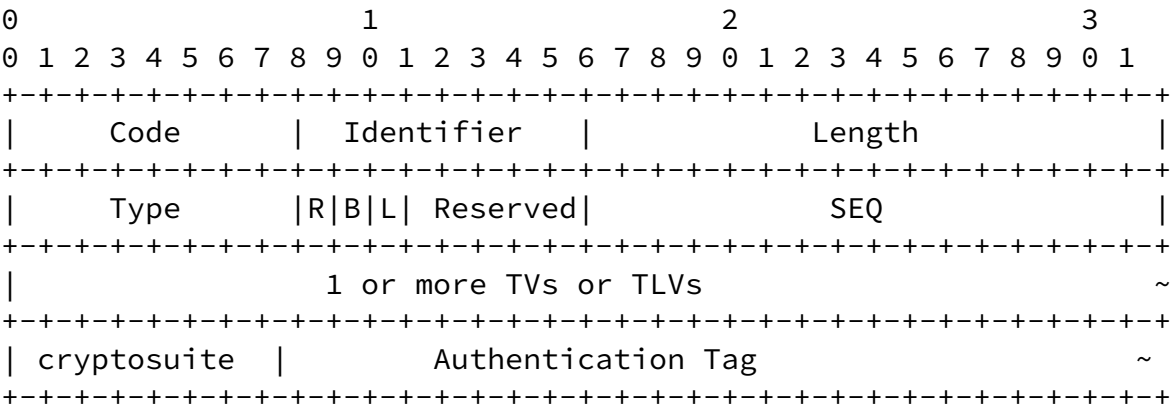 0                   1                   2                   3
0 1 2 3 4 5 6 7 8 9 0 1 2 3 4 5 6 7 8 9 0 1 2 3 4 5 6 7 8 9 0 1
+-+-+-+-+-+-+-+-+-+-+-+-+-+-+-+-+-+-+-+-+-+-+-+-+-+-+-+-+-+-+-+-+
|     Code      |  Identifier   |            Length             |
+-+-+-+-+-+-+-+-+-+-+-+-+-+-+-+-+-+-+-+-+-+-+-+-+-+-+-+-+-+-+-+-+
|     Type      |R|B|L| Reserved|             SEQ               |
+-+-+-+-+-+-+-+-+-+-+-+-+-+-+-+-+-+-+-+-+-+-+-+-+-+-+-+-+-+-+-+-+
|                 1 or more TVs or TLVs                         ~
+-+-+-+-+-+-+-+-+-+-+-+-+-+-+-+-+-+-+-+-+-+-+-+-+-+-+-+-+-+-+-+-+
| cryptosuite  |        Authentication Tag                     ~
+-+-+-+-+-+-+-+-+-+-+-+-+-+-+-+-+-+-+-+-+-+-+-+-+-+-+-+-+-+-+-+-+